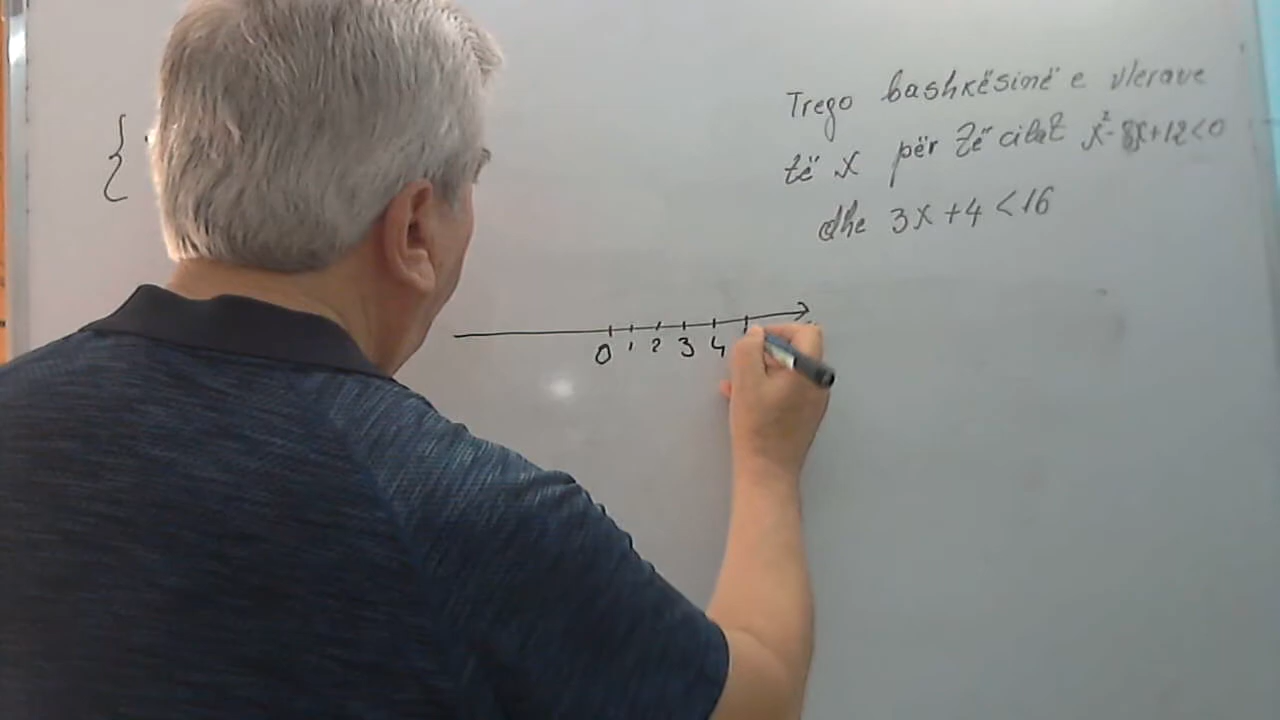 Trego bashkësinë e vlerave
të x për të cilat x²-8x+12<0
dhe 3x+4<16
{
0 1 2 3 4